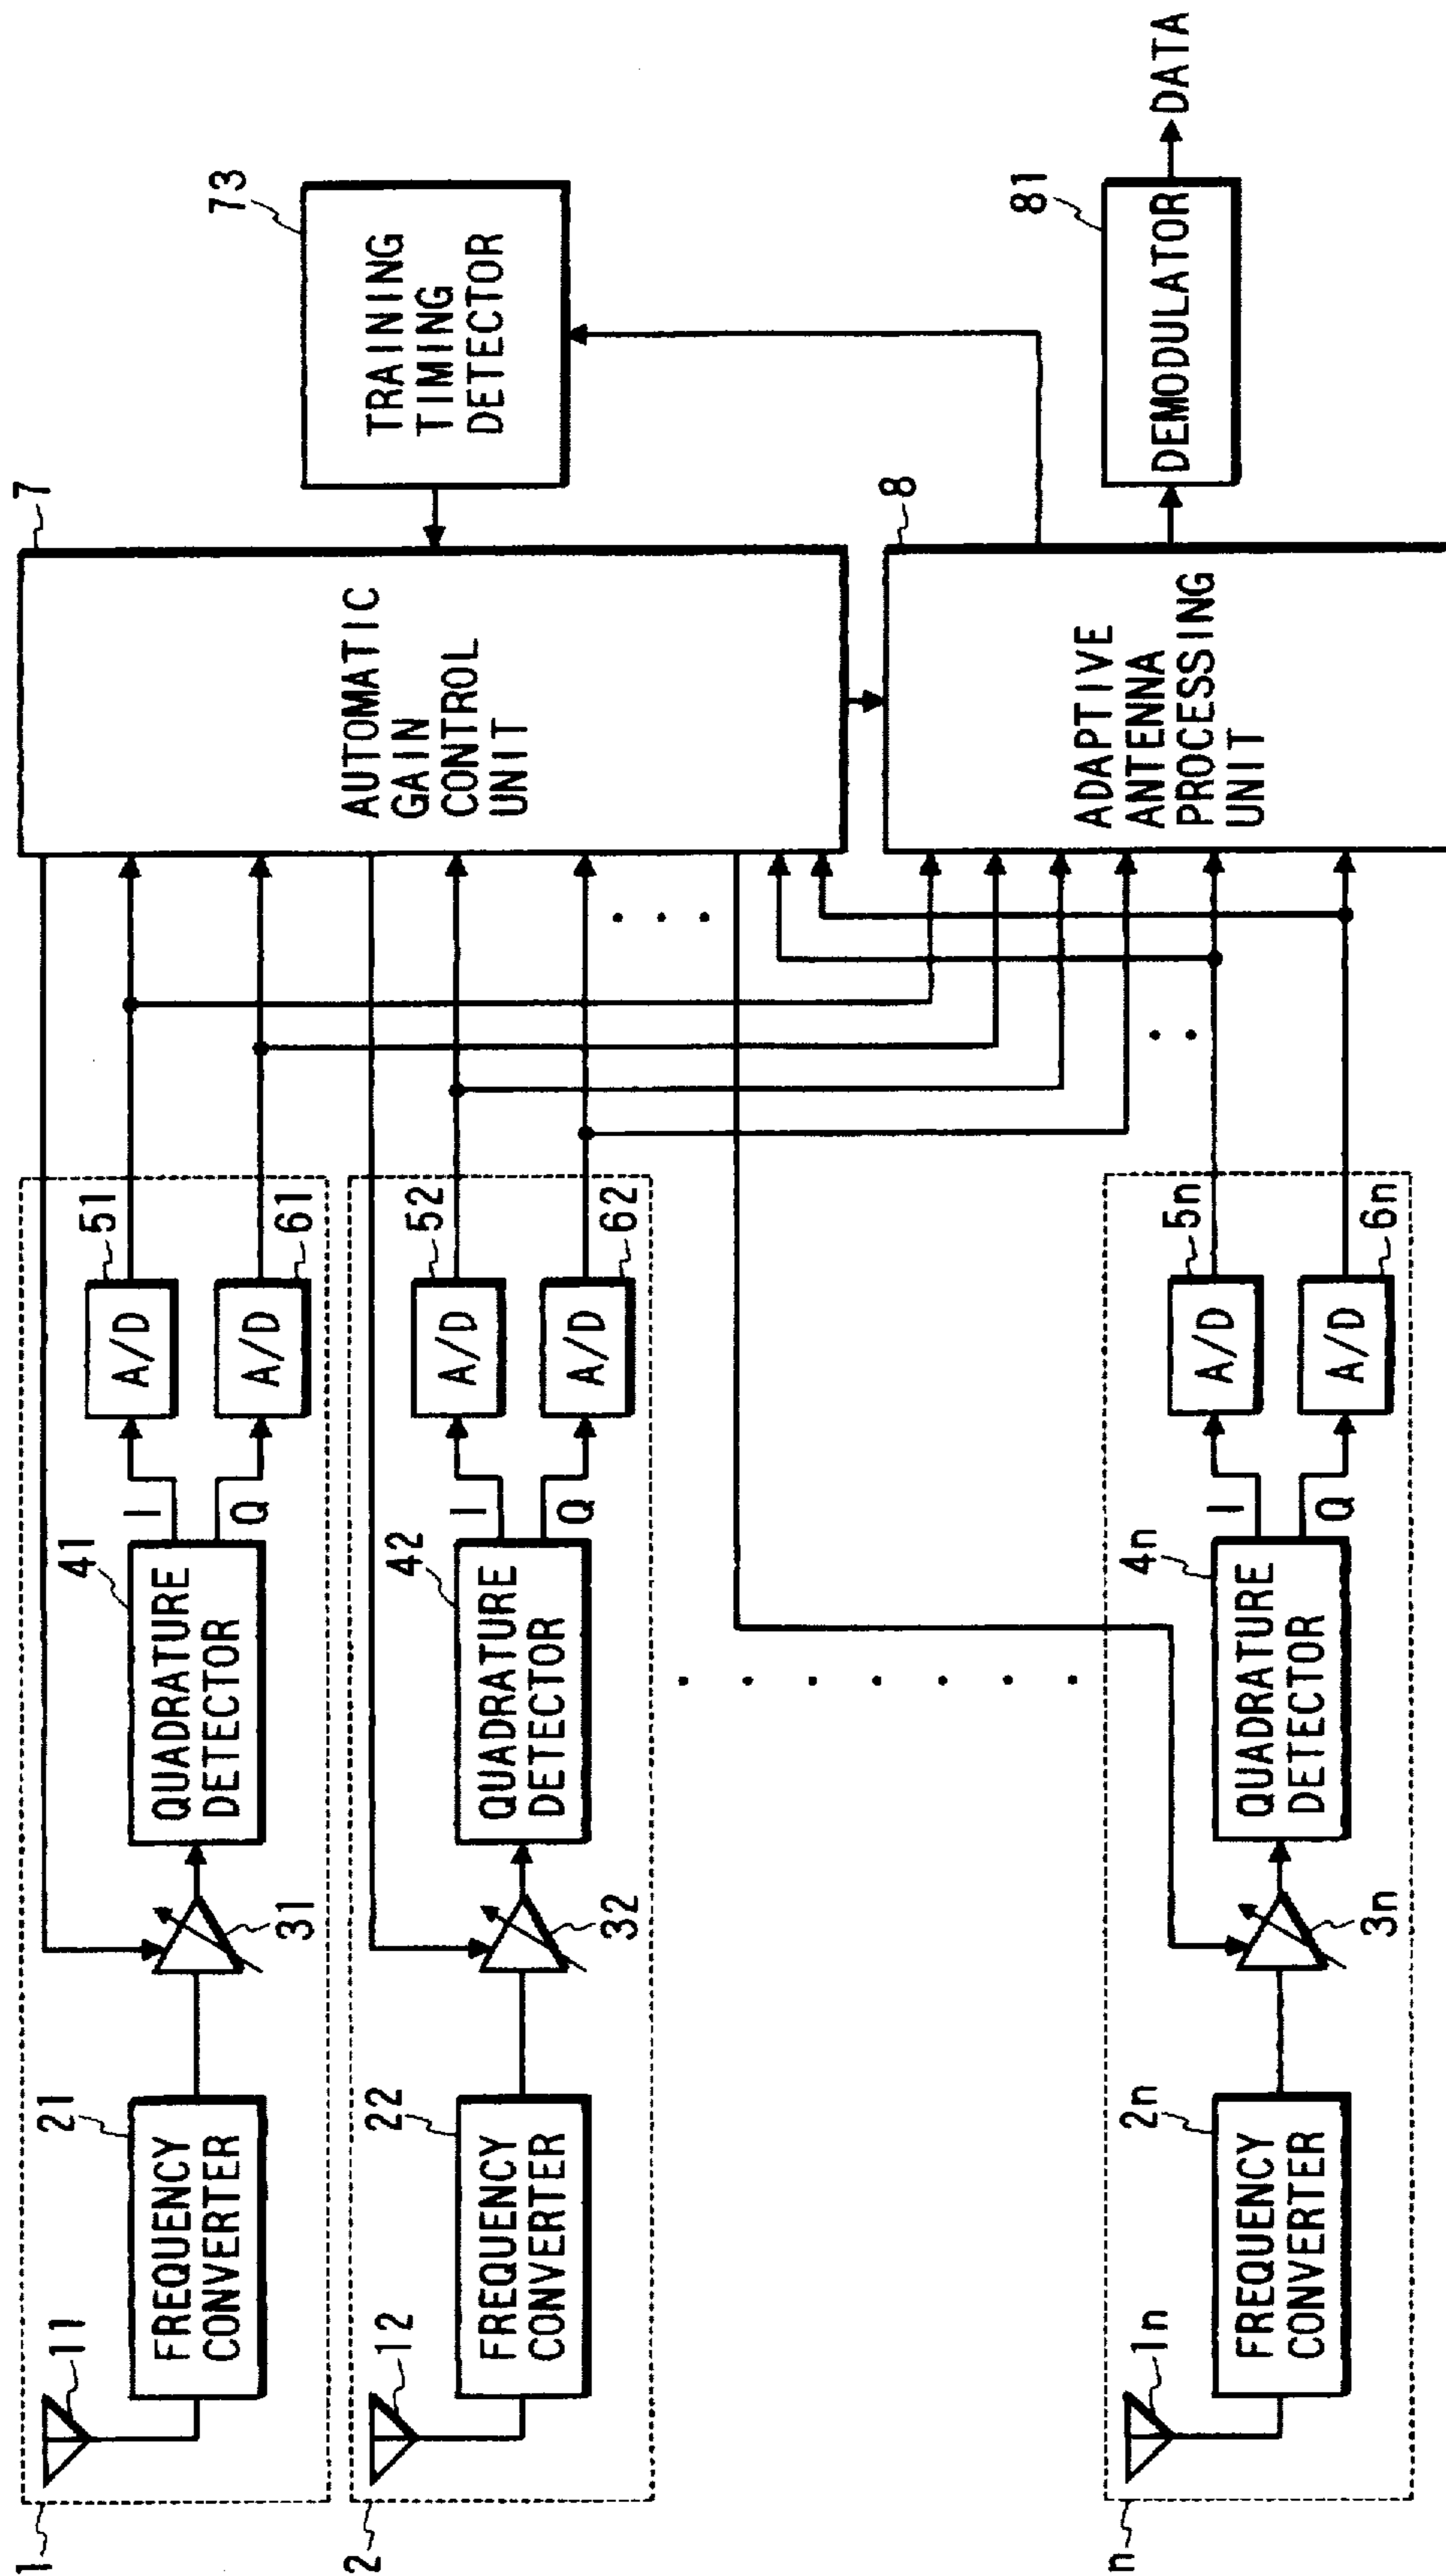 1
11
21
FREQUENCY
CONVERTER
31
41
QUADRATURE
DETECTOR
I
Q
51
A/D
61
A/D
2
12
22
FREQUENCY
CONVERTER
32
42
QUADRATURE
DETECTOR
I
Q
52
A/D
62
A/D
n
1n
2n
FREQUENCY
CONVERTER
3n
4n
QUADRATURE
DETECTOR
I
Q
5n
A/D
6n
A/D
7
AUTOMATIC
GAIN
CONTROL
UNIT
73
TRAINING
TIMING
DETECTOR
8
ADAPTIVE
ANTENNA
PROCESSING
UNIT
81
DEMODULATOR
DATA